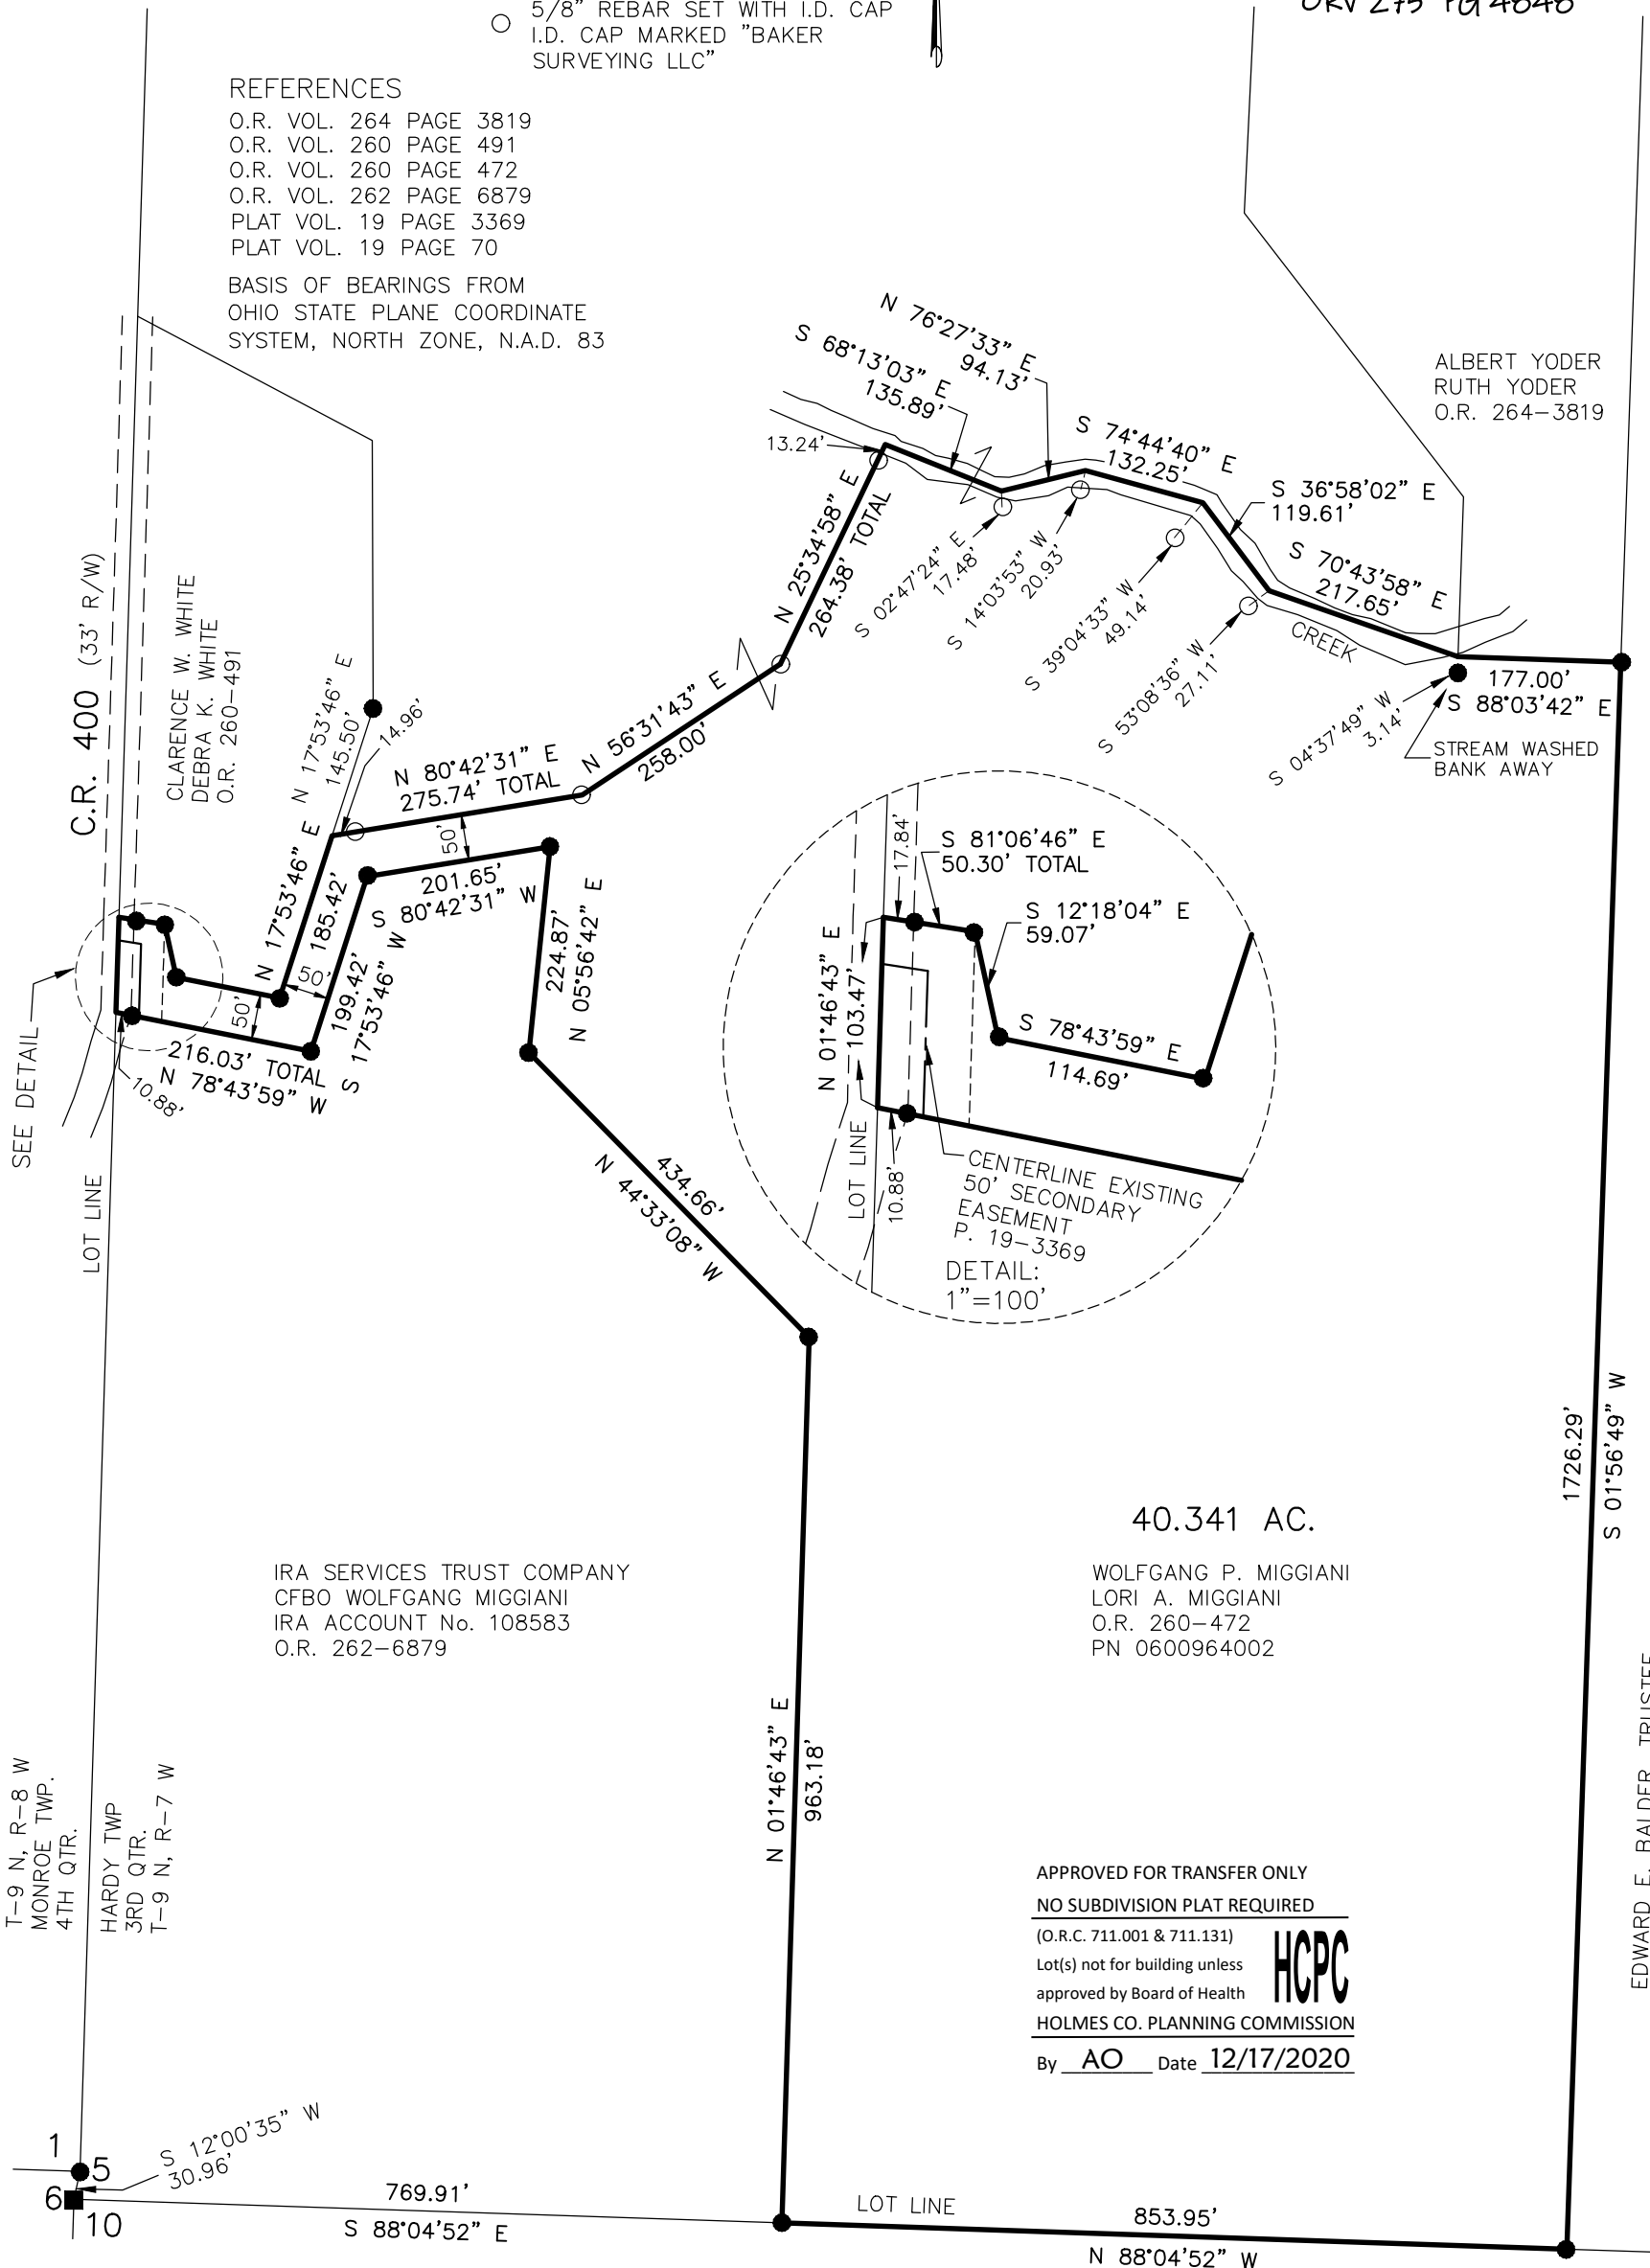 5/8" REBAR SET WITH I.D. CAP
I.D. CAP MARKED "BAKER
SURVEYING LLC"
ORV 275 PG 4848
REFERENCES
O.R. VOL. 264 PAGE 3819
O.R. VOL. 260 PAGE 491
O.R. VOL. 260 PAGE 472
O.R. VOL. 262 PAGE 6879
PLAT VOL. 19 PAGE 3369
PLAT VOL. 19 PAGE 70
BASIS OF BEARINGS FROM
OHIO STATE PLANE COORDINATE
SYSTEM, NORTH ZONE, N.A.D. 83
N 76°27'33" E
94.13'
S 68°13'03" E
135.89'
13.24'
S 74°44'40" E
132.25'
S 36°58'02" E
119.61'
S 70°43'58" E
217.65'
ALBERT YODER
RUTH YODER
O.R. 264-3819
N 25°34'58" E
264.38' TOTAL
S 02°47'24" E
17.48'
S 14°03'53" W
20.93'
S 39°04'33" W
49.14'
S 53°08'36" W
27.11'
CREEK
S 04°37'49" W
3.14'
177.00'
S 88°03'42" E
STREAM WASHED
BANK AWAY
C.R. 400 (33' R/W)
CLARENCE W. WHITE
DEBRA K. WHITE
O.R. 260-491
N 17°53'46" E
145.50'
14.96'
N 80°42'31" E
275.74' TOTAL
N 56°31'43" E
258.00'
50'
201.65'
S 80°42'31" W
N 17°53'46" E
185.42'
50'
199.42'
S 17°53'46" W
224.87'
N 05°56'42" E
50'
216.03' TOTAL
N 78°43'59" W
10.88'
SEE DETAIL
LOT LINE
434.66'
N 44°33'08" W
17.84'
S 81°06'46" E
50.30' TOTAL
S 12°18'04" E
59.07'
N 01°46'43" E
103.47'
S 78°43'59" E
114.69'
LOT LINE
10.88'
CENTERLINE EXISTING
50' SECONDARY
EASEMENT
P. 19-3369
DETAIL:
1"=100'
1726.29'
S 01°56'49" W
40.341 AC.
IRA SERVICES TRUST COMPANY
CFBO WOLFGANG MIGGIANI
IRA ACCOUNT No. 108583
O.R. 262-6879
WOLFGANG P. MIGGIANI
LORI A. MIGGIANI
O.R. 260-472
PN 0600964002
EDWARD E. BALDER, TRUSTEE
N 01°46'43" E
963.18'
T-9 N, R-8 W
MONROE TWP.
4TH QTR.
HARDY TWP
3RD QTR.
T-9 N, R-7 W
APPROVED FOR TRANSFER ONLY
NO SUBDIVISION PLAT REQUIRED
(O.R.C. 711.001 & 711.131)
Lot(s) not for building unless
approved by Board of Health
HCPC
HOLMES CO. PLANNING COMMISSION
By AO Date 12/17/2020
1
5
6
10
S 12°00'35" W
30.96'
769.91'
S 88°04'52" E
LOT LINE
853.95'
N 88°04'52" W